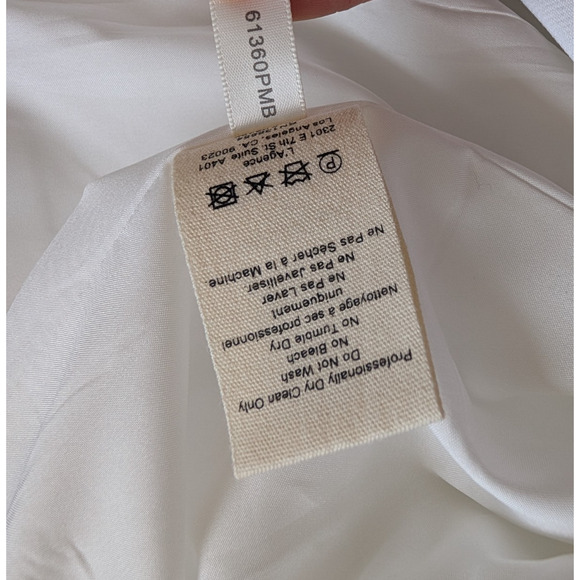 61360PMB
Professionally Dry Clean Only
Do Not Wash
No Bleach
No Tumble Dry
Nettoyage à sec professionnel
uniquement
Ne Pas Laver
Ne Pas Javelliser
Ne Pas Sécher à la Machine
P
L'Agence
2301 E 7th St. Suite A401
Los Angeles, CA. 90023